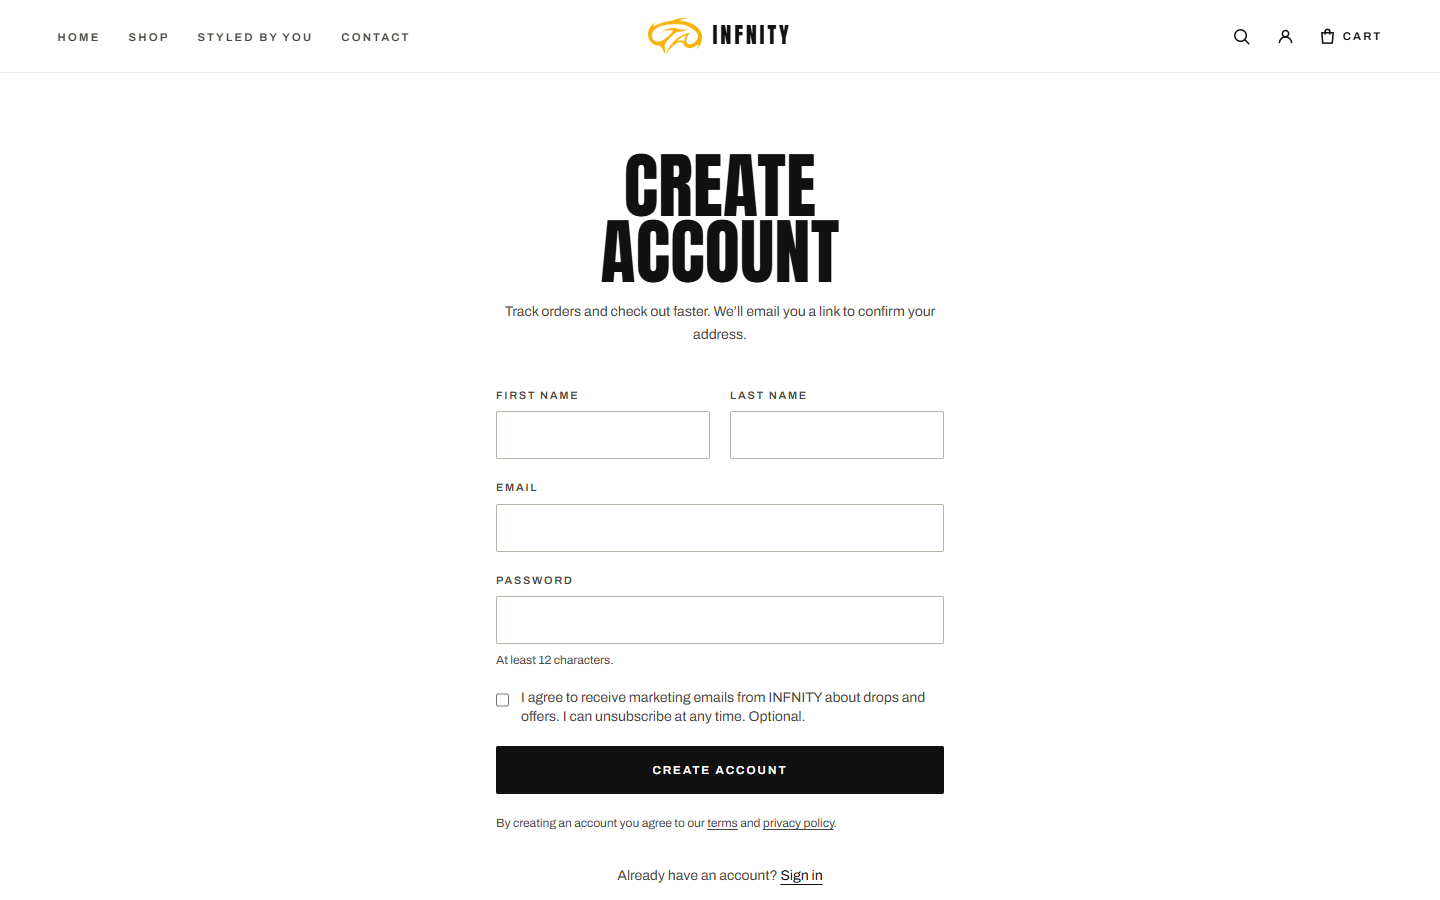 HOME SHOP STYLED BY YOU CONTACT INFNITY CART
CREATE
ACCOUNT
Track orders and check out faster. We’ll email you a link to confirm your
address.
FIRST NAME LAST NAME
EMAIL
PASSWORD
At least 12 characters.
I agree to receive marketing emails from INFNITY about drops and
offers. I can unsubscribe at any time. Optional.
CREATE ACCOUNT
By creating an account you agree to our terms and privacy policy.
Already have an account? Sign in